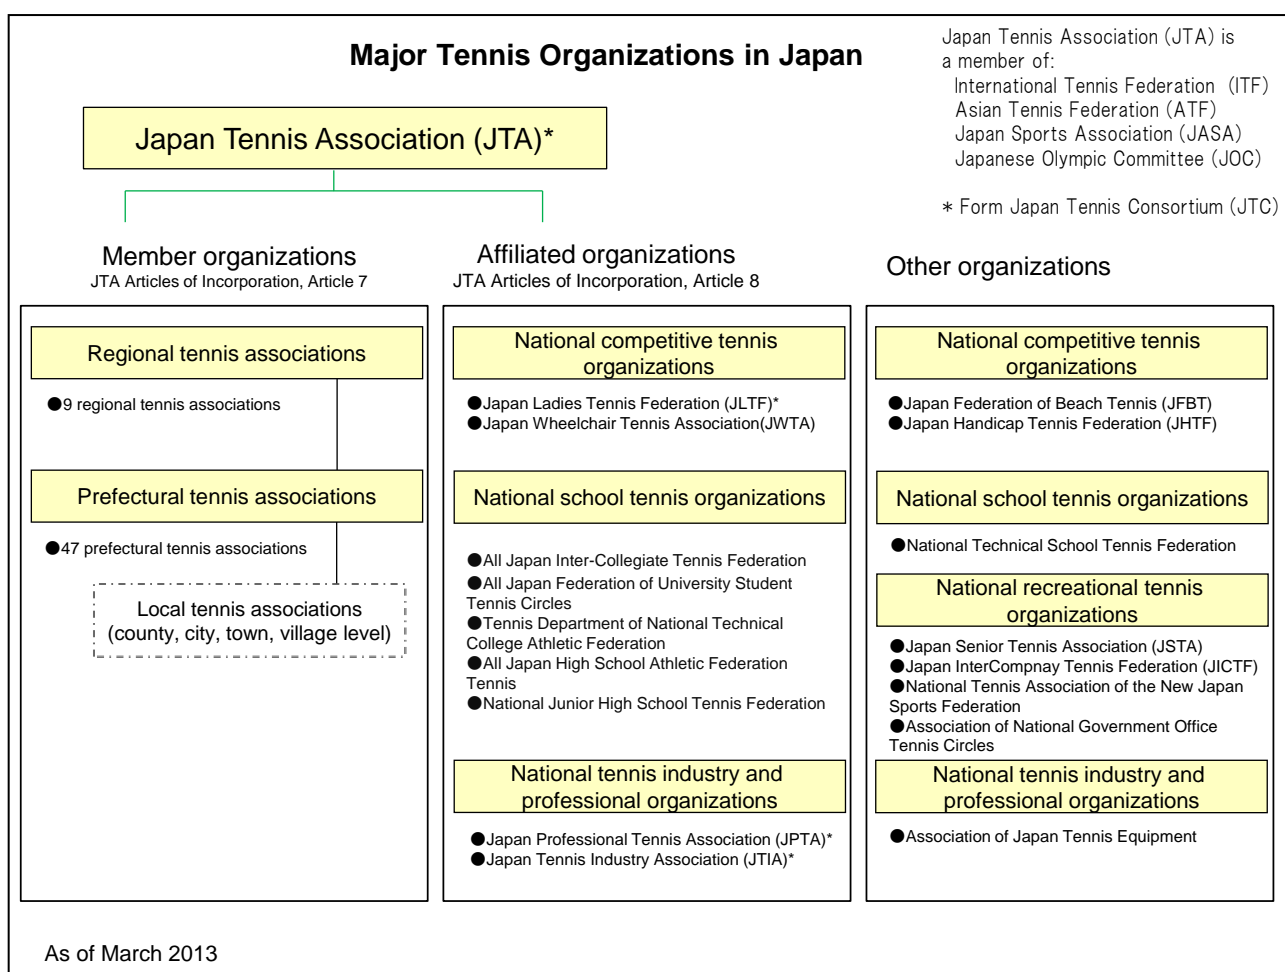 Major Tennis Organizations in Japan
Japan Tennis Association (JTA) is
a member of:
International Tennis Federation (ITF)
Asian Tennis Federation (ATF)
Japan Sports Association (JASA)
Japanese Olympic Committee (JOC)
* Form Japan Tennis Consortium (JTC)
Japan Tennis Association (JTA)*
Member organizations
JTA Articles of Incorporation, Article 7
Regional tennis associations
●9 regional tennis associations
Prefectural tennis associations
●47 prefectural tennis associations
Local tennis associations
(county, city, town, village level)
Affiliated organizations
JTA Articles of Incorporation, Article 8
National competitive tennis
organizations
●Japan Ladies Tennis Federation (JLTF)*
●Japan Wheelchair Tennis Association(JWTA)
National school tennis organizations
●All Japan Inter-Collegiate Tennis Federation
●All Japan Federation of University Student
Tennis Circles
●Tennis Department of National Technical
College Athletic Federation
●All Japan High School Athletic Federation
Tennis
●National Junior High School Tennis Federation
National tennis industry and
professional organizations
●Japan Professional Tennis Association (JPTA)*
●Japan Tennis Industry Association (JTIA)*
Other organizations
National competitive tennis
organizations
●Japan Federation of Beach Tennis (JFBT)
●Japan Handicap Tennis Federation (JHTF)
National school tennis organizations
●National Technical School Tennis Federation
National recreational tennis
organizations
●Japan Senior Tennis Association (JSTA)
●Japan InterCompnay Tennis Federation (JICTF)
●National Tennis Association of the New Japan
Sports Federation
●Association of National Government Office
Tennis Circles
National tennis industry and
professional organizations
●Association of Japan Tennis Equipment
As of March 2013